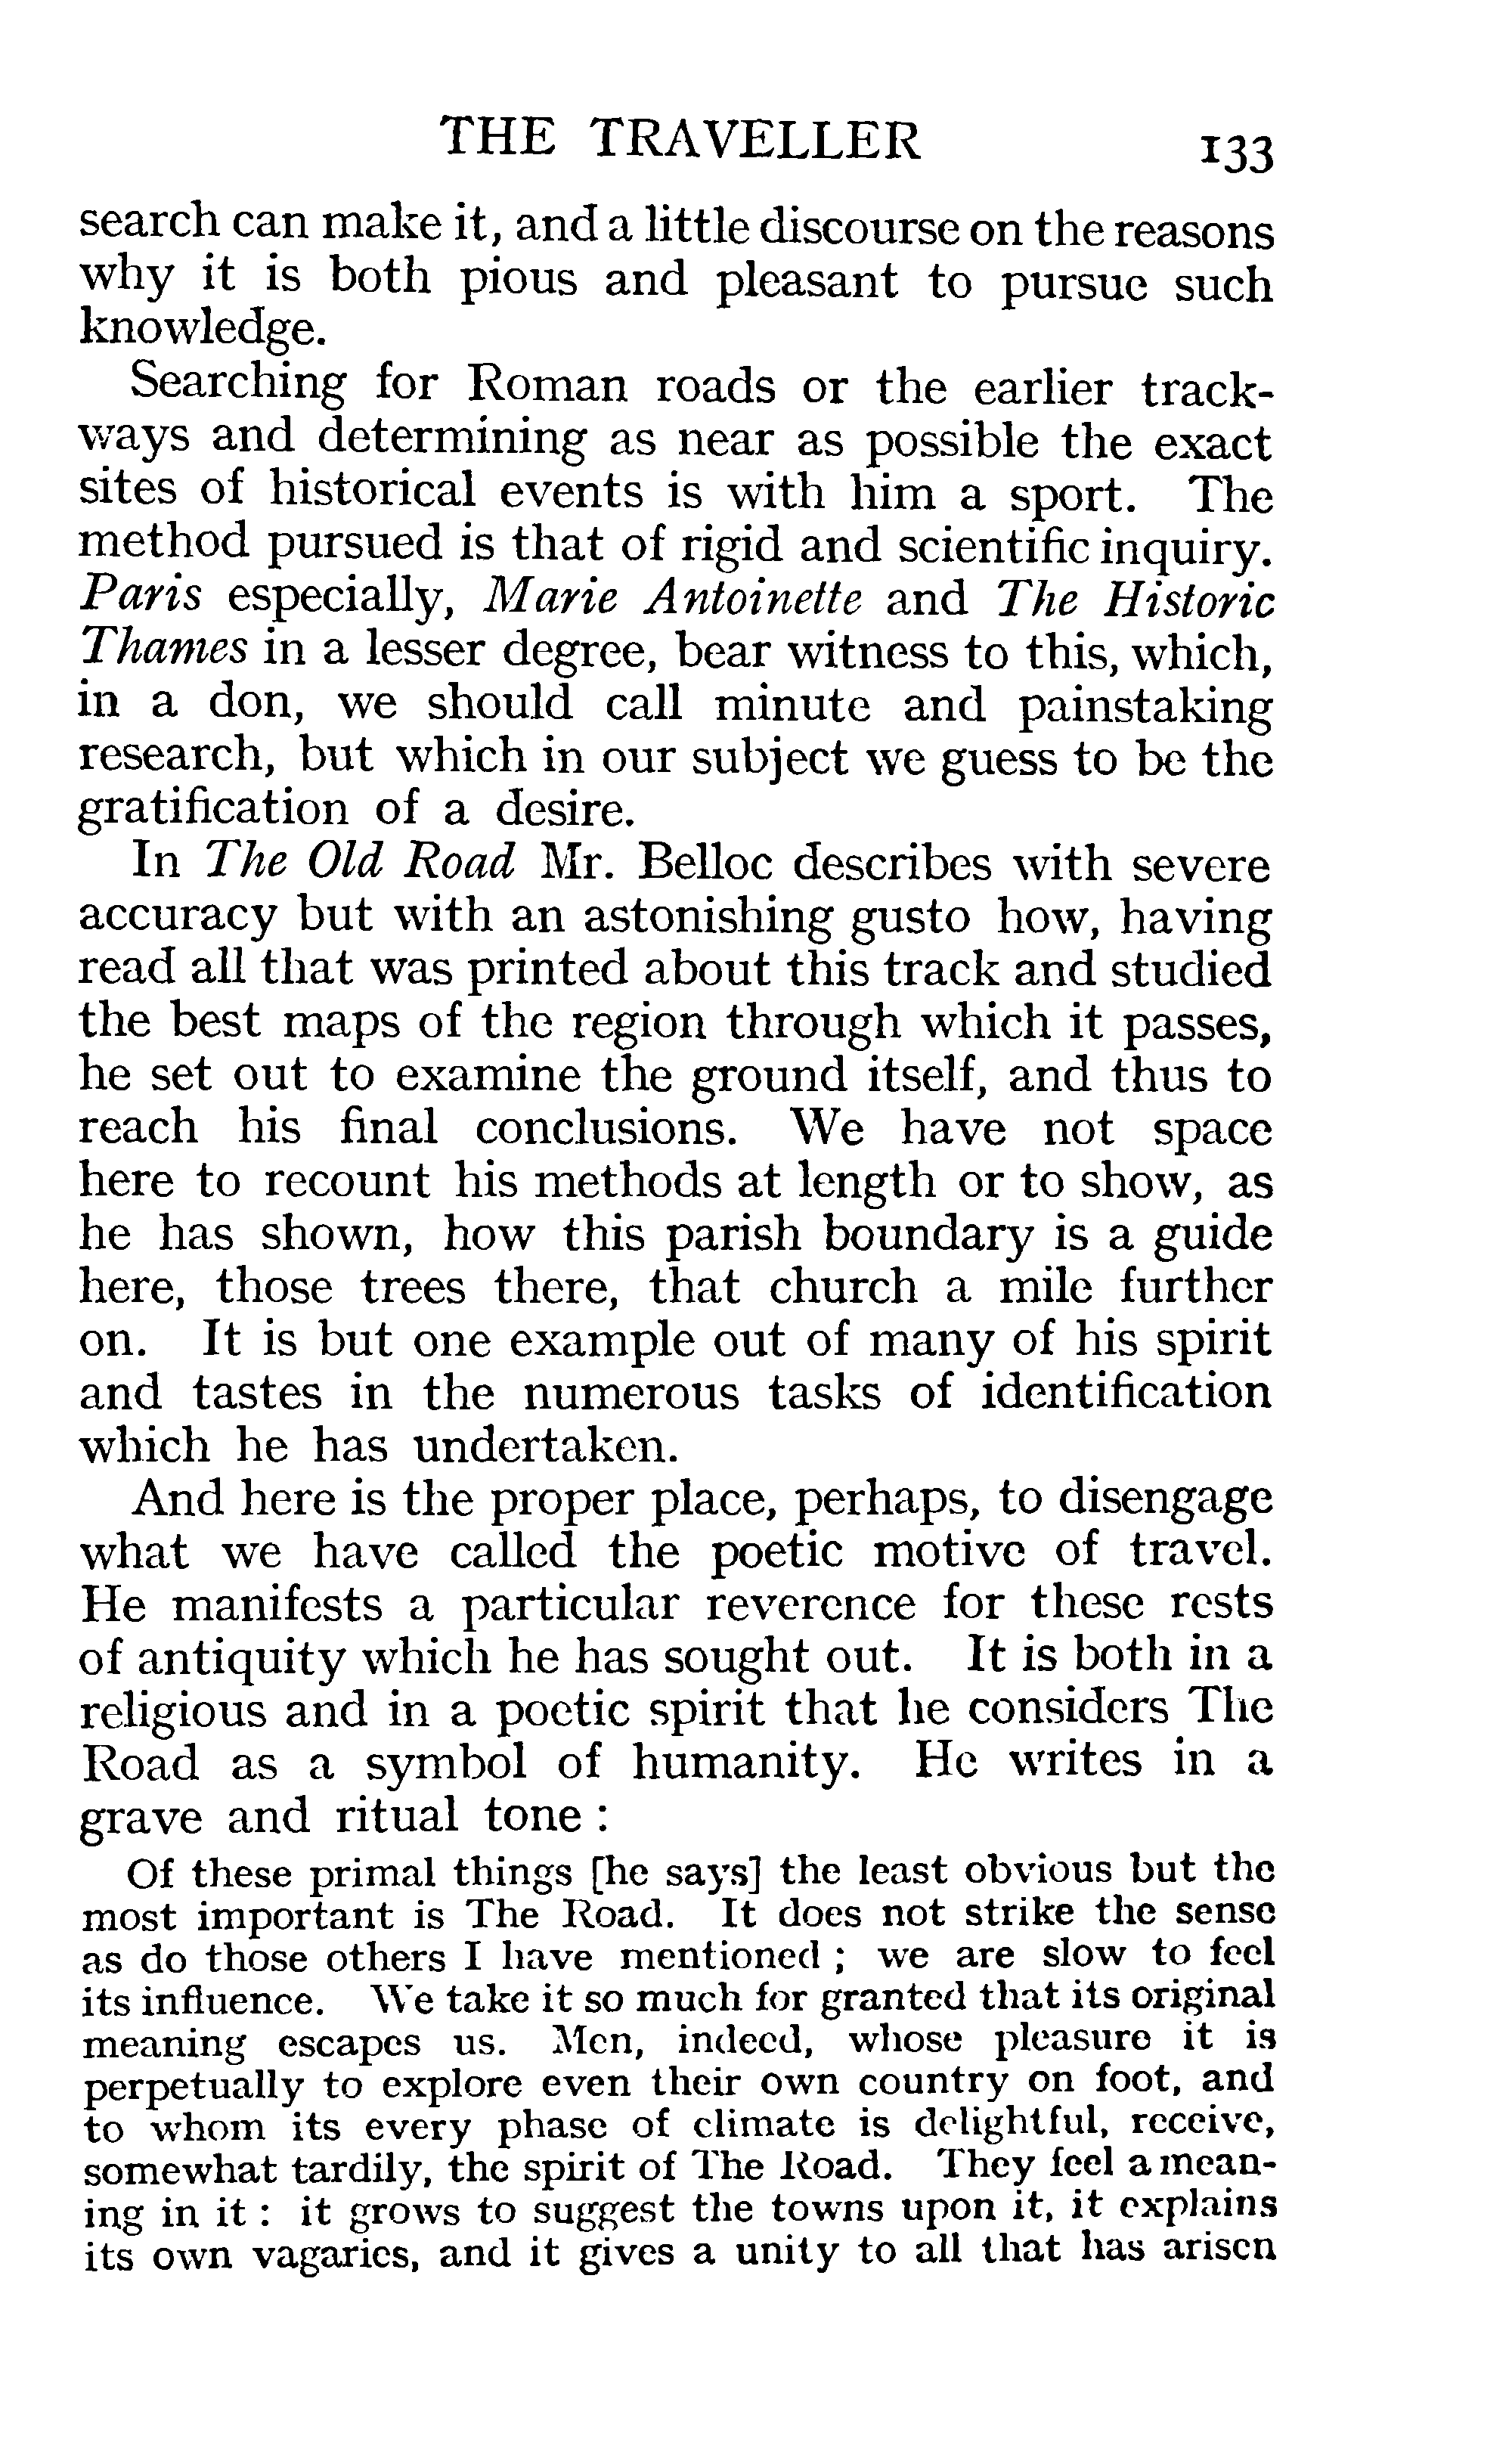 THE TRAVELLER 133
search can make it, and a little discourse on the reasons
why it is both pious and pleasant to pursue such
knowledge.
Searching for Roman roads or the earlier track-
ways and determining as near as possible the exact
sites of historical events is with him a sport. The
method pursued is that of rigid and scientific inquiry.
Paris especially, Marie Antoinette and The Historic
Thames in a lesser degree, bear witness to this, which,
in a don, we should call minute and painstaking
research, but which in our subject we guess to be the
gratification of a desire.
In The Old Road Mr. Belloc describes with severe
accuracy but with an astonishing gusto how, having
read all that was printed about this track and studied
the best maps of the region through which it passes,
he set out to examine the ground itself, and thus to
reach his final conclusions. We have not space
here to recount his methods at length or to show, as
he has shown, how this parish boundary is a guide
here, those trees there, that church a mile further
on. It is but one example out of many of his spirit
and tastes in the numerous tasks of identification
which he has undertaken.
And here is the proper place, perhaps, to disengage
what we have called the poetic motive of travel.
He manifests a particular reverence for these rests
of antiquity which he has sought out. It is both in a
religious and in a poetic spirit that he considers The
Road as a symbol of humanity. He writes in a
grave and ritual tone :
Of these primal things [he says] the least obvious but the
most important is The Road. It does not strike the sense
as do those others I have mentioned ; we are slow to feel
its influence. We take it so much for granted that its original
meaning escapes us. Men, indeed, whose pleasure it is
perpetually to explore even their own country on foot, and
to whom its every phase of climate is delightful, receive,
somewhat tardily, the spirit of The Road. They feel a mean-
ing in it : it grows to suggest the towns upon it, it explains
its own vagaries, and it gives a unity to all that has arisen